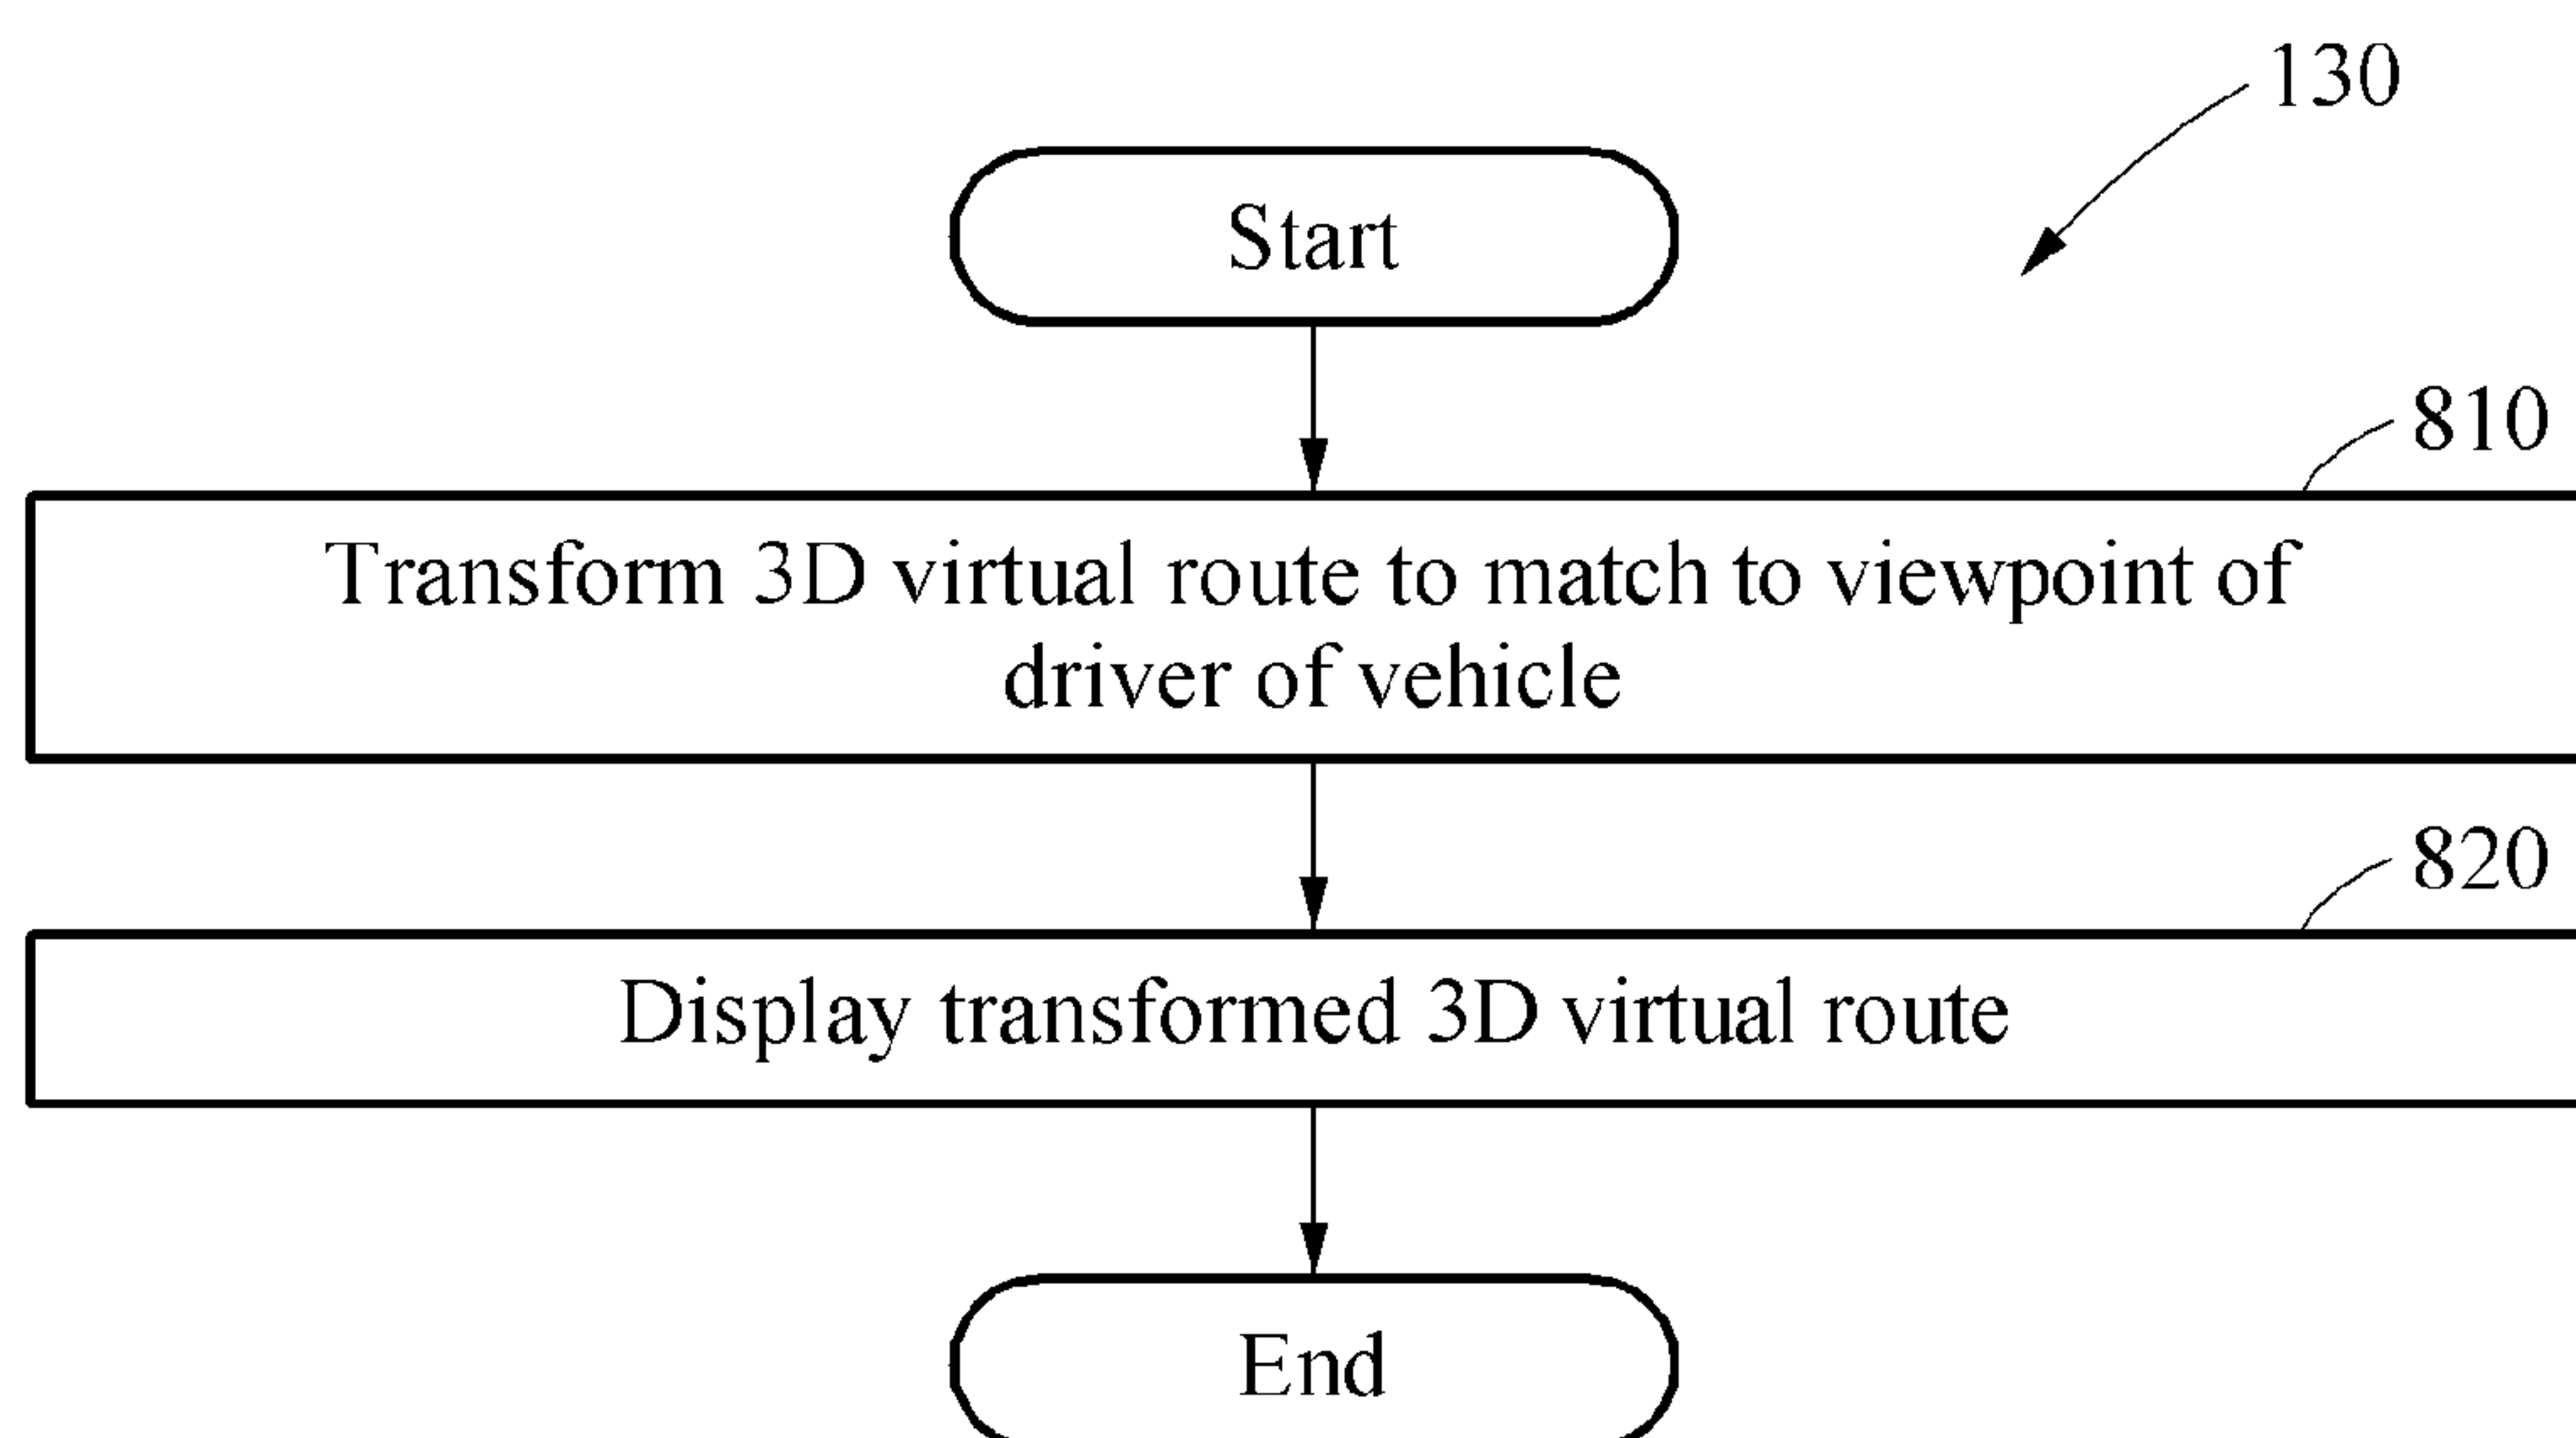 130
Start
810
Transform 3D virtual route to match to viewpoint of
driver of vehicle
820
Display transformed 3D virtual route
End